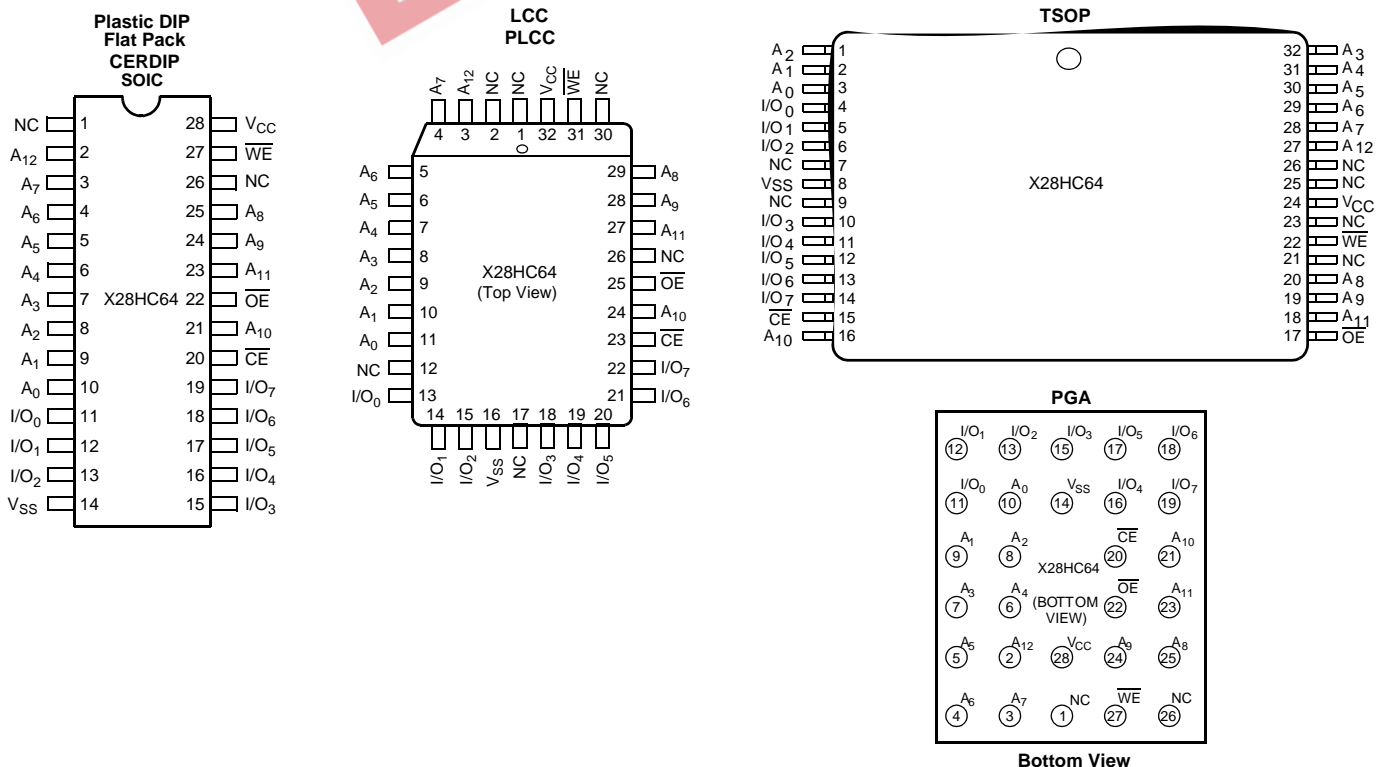 Plastic DIP
Flat Pack
CERDIP
SOIC
NC 1 28 VCC
A12 2 27 WE
A7 3 26 NC
A6 4 25 A8
A5 5 24 A9
A4 6 23 A11
A3 7 X28HC64 22 OE
A2 8 21 A10
A1 9 20 CE
A0 10 19 I/O7
I/O0 11 18 I/O6
I/O1 12 17 I/O5
I/O2 13 16 I/O4
VSS 14 15 I/O3
LCC
PLCC
A7 A12 NC NC VCC WE NC
4 3 2 1 32 31 30
A6 5 29 A8
A5 6 28 A9
A4 7 27 A11
A3 8 26 NC
X28HC64
(Top View)
A2 9 25 OE
A1 10 24 A10
A0 11 23 CE
NC 12 22 I/O7
I/O0 13 21 I/O6
14 15 16 17 18 19 20
I/O1 I/O2 VSS NC I/O3 I/O4 I/O5
TSOP
A2 1 32 A3
A1 2 31 A4
A0 3 30 A5
I/O0 4 29 A6
I/O1 5 28 A7
I/O2 6 27 A12
NC 7 26 NC
VSS 8 X28HC64 25 NC
NC 9 24 VCC
I/O3 10 23 NC
I/O4 11 22 WE
I/O5 12 21 NC
I/O6 13 20 A8
I/O7 14 19 A9
CE 15 18 A11
A10 16 17 OE
PGA
I/O1 I/O2 I/O3 I/O5 I/O6
12 13 15 17 18
I/O0 A0 VSS I/O4 I/O7
11 10 14 16 19
A1 A2 CE A10
9 8 20 21
X28HC64
A3 A4 OE A11
7 6 (BOTTOM 22 23
VIEW)
A5 A12 VCC A9 A8
5 2 28 24 25
A6 A7 NC WE NC
4 3 1 27 26
Bottom View